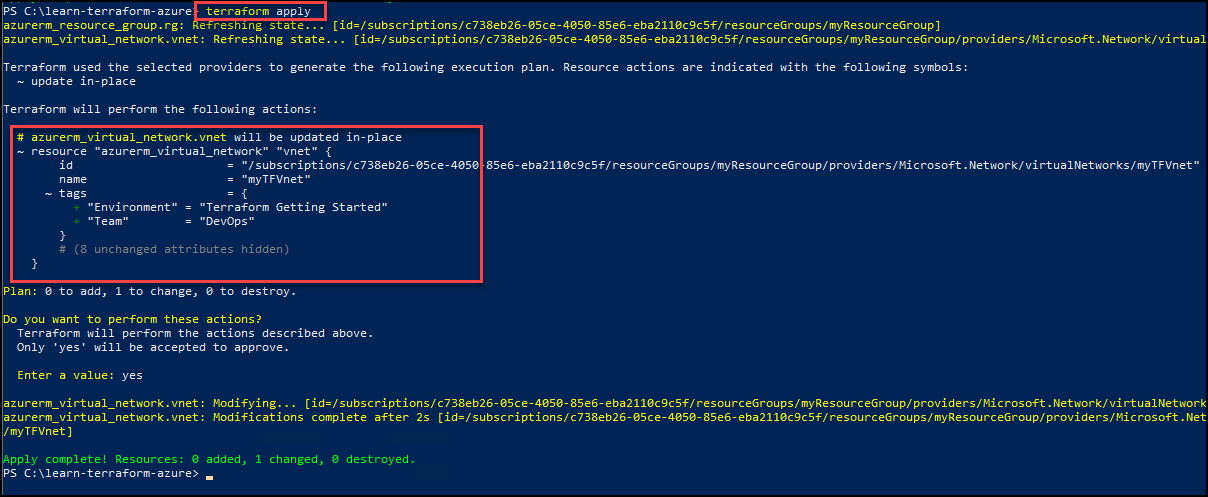 PS C:\learn-terraform-azure> terraform apply
azurerm_resource_group.rg: Refreshing state... [id=/subscriptions/c738eb26-05ce-4050-85e6-eba2110c9c5f/resourceGroups/myResourceGroup]
azurerm_virtual_network.vnet: Refreshing state... [id=/subscriptions/c738eb26-05ce-4050-85e6-eba2110c9c5f/resourceGroups/myResourceGroup/providers/Microsoft.Network/virtual
Terraform used the selected providers to generate the following execution plan. Resource actions are indicated with the following symbols:
~ update in-place
Terraform will perform the following actions:
# azurerm_virtual_network.vnet will be updated in-place
~ resource "azurerm_virtual_network" "vnet" {
id = "/subscriptions/c738eb26-05ce-4050-85e6-eba2110c9c5f/resourceGroups/myResourceGroup/providers/Microsoft.Network/virtualNetworks/myTFVnet"
name = "myTFVnet"
~ tags = {
+ "Environment" = "Terraform Getting Started"
+ "Team" = "DevOps"
}
# (8 unchanged attributes hidden)
}
Plan: 0 to add, 1 to change, 0 to destroy.
Do you want to perform these actions?
Terraform will perform the actions described above.
Only 'yes' will be accepted to approve.
Enter a value: yes
azurerm_virtual_network.vnet: Modifying... [id=/subscriptions/c738eb26-05ce-4050-85e6-eba2110c9c5f/resourceGroups/myResourceGroup/providers/Microsoft.Network/virtualNetwork
azurerm_virtual_network.vnet: Modifications complete after 2s [id=/subscriptions/c738eb26-05ce-4050-85e6-eba2110c9c5f/resourceGroups/myResourceGroup/providers/Microsoft.Net
/myTFVnet]
Apply complete! Resources: 0 added, 1 changed, 0 destroyed.
PS C:\learn-terraform-azure>